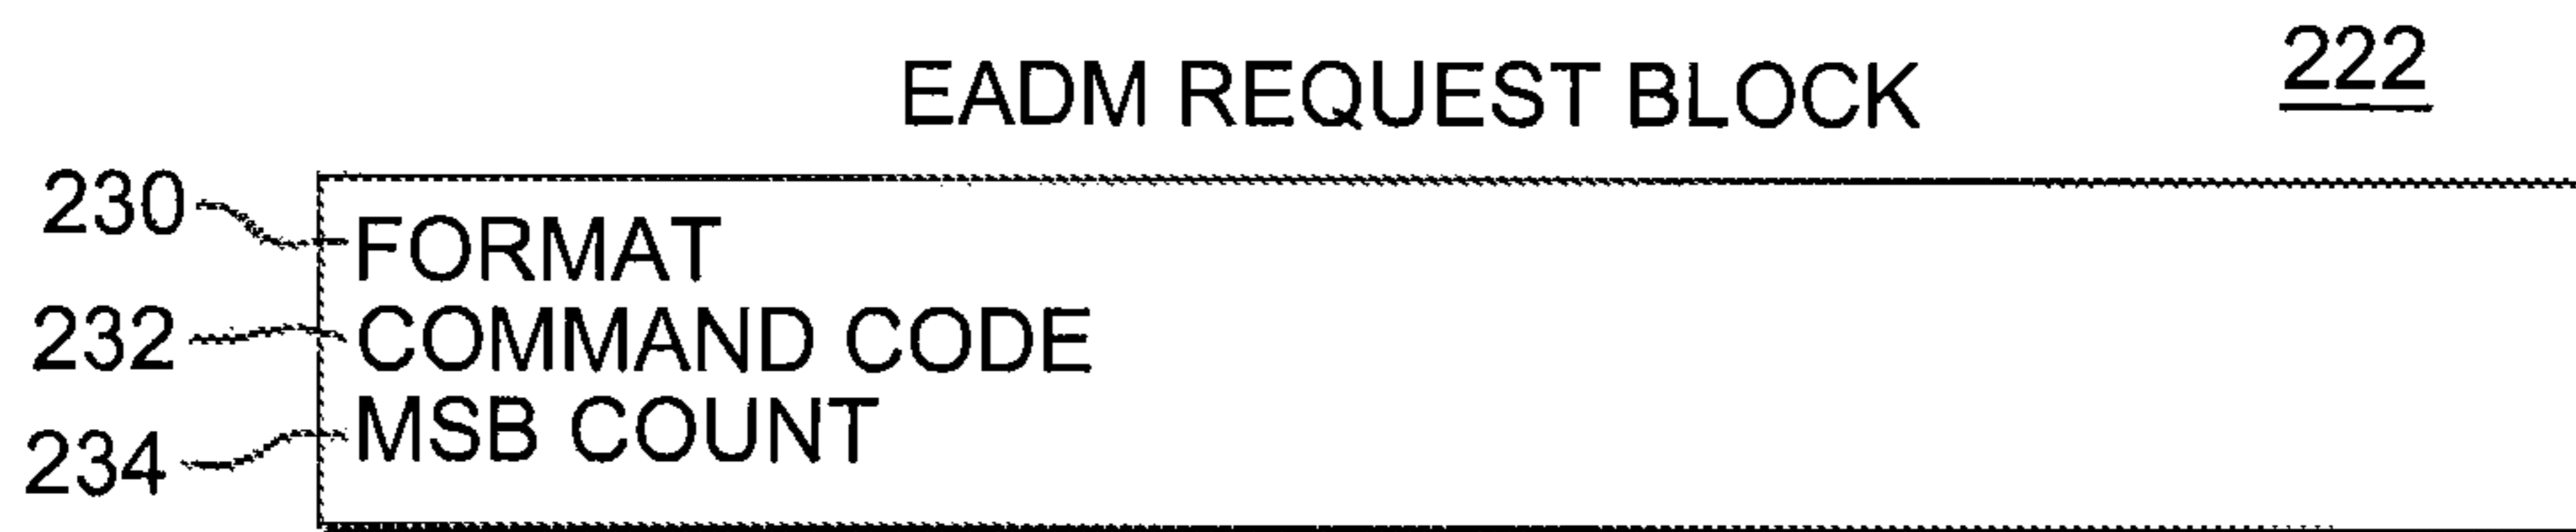 EADM REQUEST BLOCK 222
230 FORMAT
232 COMMAND CODE
234 MSB COUNT